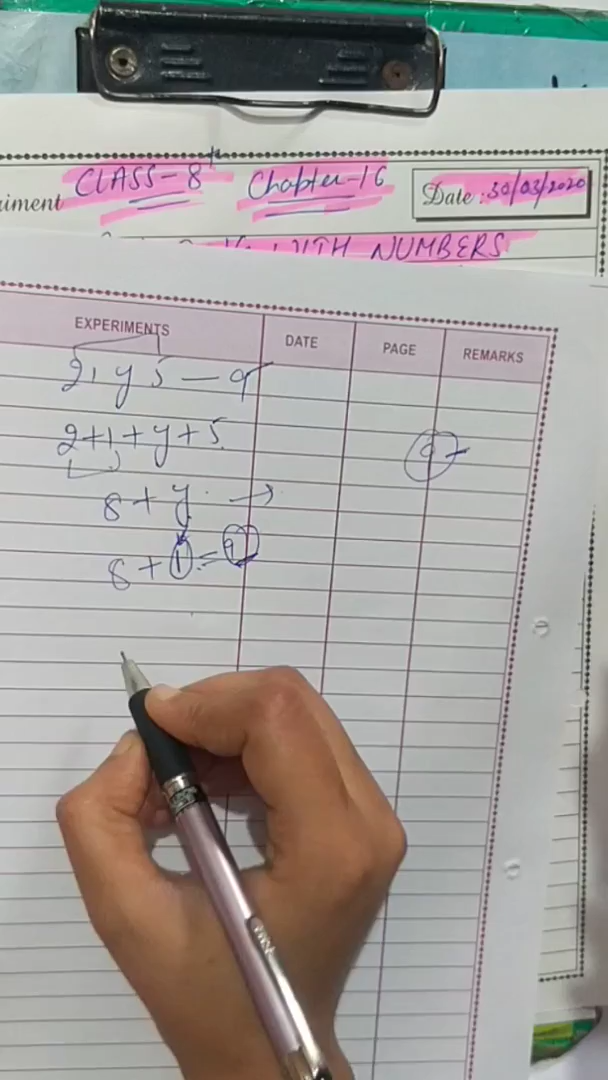 CLASS-8th Chapter-16
iment
Date : 30/03/2020
WITH NUMBERS
EXPERIMENTS DATE PAGE REMARKS
21y5 – 9
2+1+y+5
9
8+y →
8+1=9